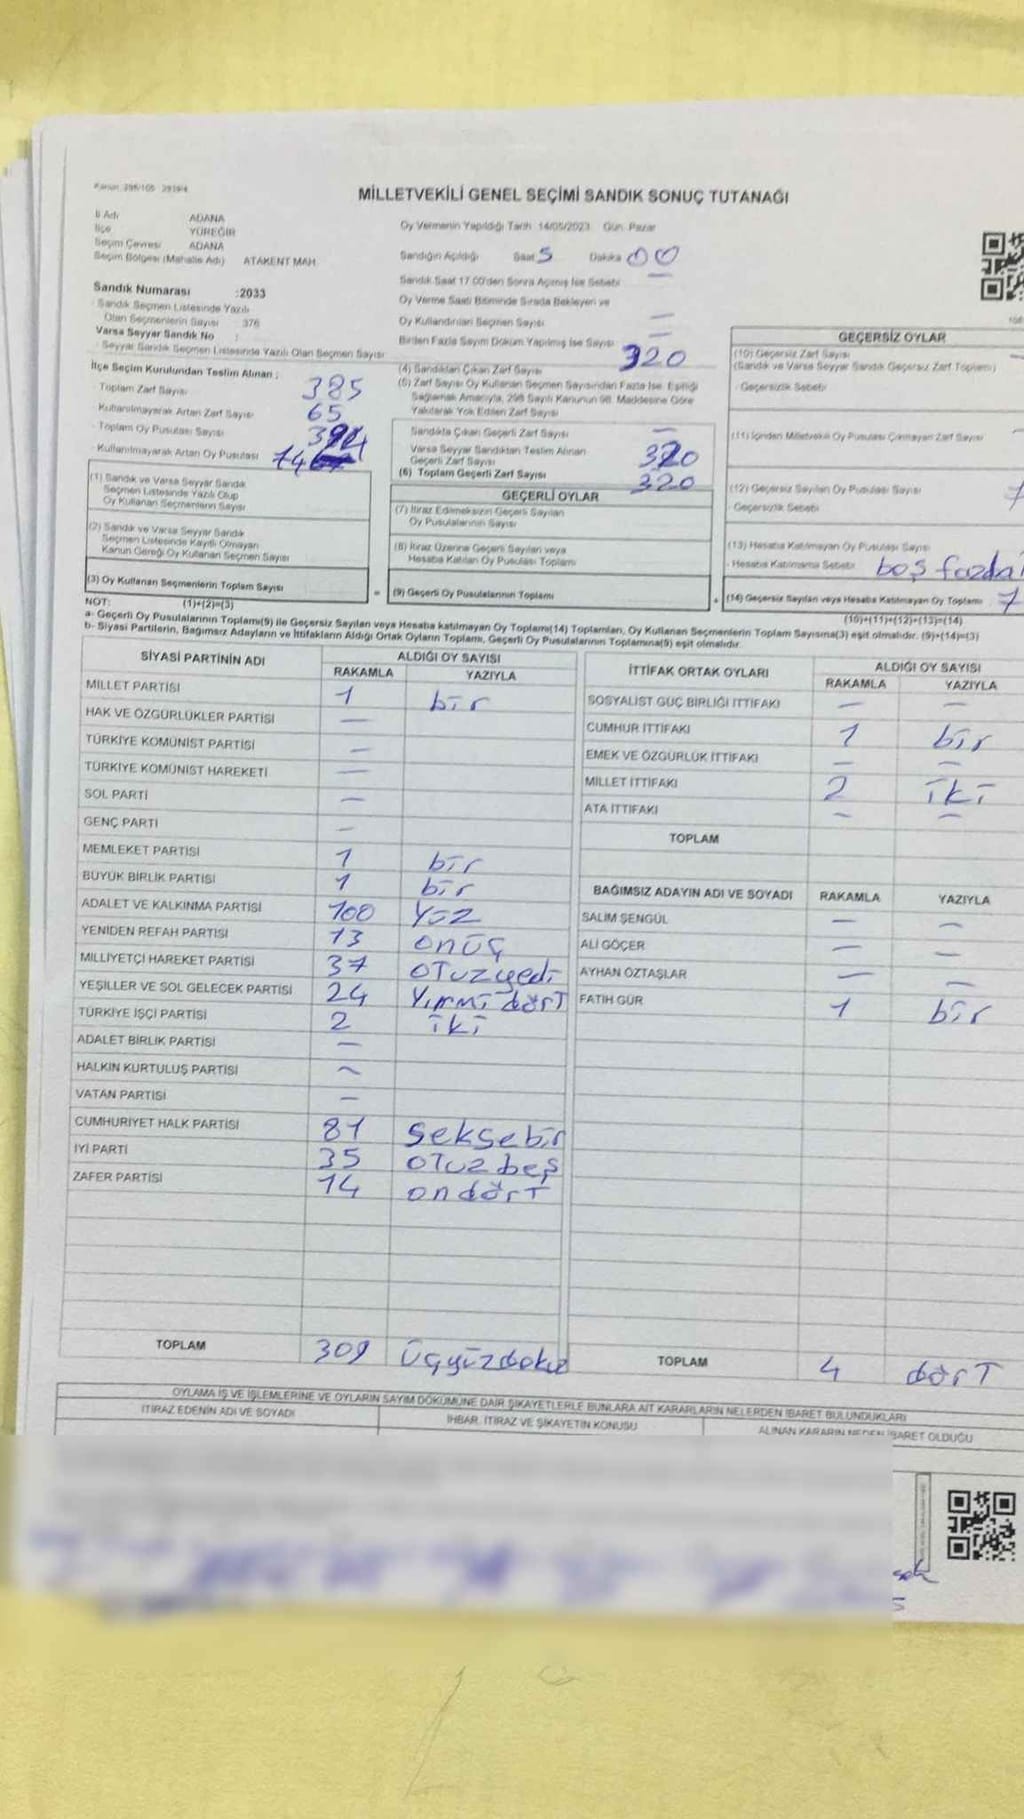 MİLLETVEKİLİ GENEL SEÇİMİ SANDIK SONUÇ TUTANAĞI
İl Adı ADANA
İlçe YÜREĞİR
Seçim Çevresi ADANA
Seçim Bölgesi (Mahalle Adı) ATAKENT MAH.
Sandık Numarası :2033
Sandık Seçmen Listesinde Yazılı
Olan Seçmenlerin Sayısı : 376
Varsa Seyyar Sandık No :
Seyyar Sandık Seçmen Listesinde Yazılı Olan Seçmen Sayısı
İlçe Seçim Kurulundan Teslim Alınan ;
Toplam Zarf Sayısı 385
Kullanılmayarak Artan Zarf Sayısı 65
Toplam Oy Pusulası Sayısı
Kullanılmayarak Artan Oy Pusulası
(1) Sandık ve Varsa Seyyar Sandık
Seçmen Listesinde Yazılı Olup
Oy Kullanan Seçmenlerin Sayısı
(2) Sandık ve Varsa Seyyar Sandık
Seçmen Listesinde Kayıtlı Olmayan
Kanun Gereği Oy Kullanan Seçmen Sayısı
(3) Oy Kullanan Seçmenlerin Toplam Sayısı
Oy Vermenin Yapıldığı Tarih 14/05/2023 Gün Pazar
Sandığın Açıldığı Saat 5 Dakika 00
Sandık Saat 17.00'den Sonra Açılmış İse Sebebi —
Oy Verme Saati Bitiminde Sırada Bekleyen ve
Oy Kullandırılan Seçmen Sayısı —
Birden Fazla Sayım Döküm Yapılmış İse Sayısı —
(4) Sandıktan Çıkan Zarf Sayısı 320
(5) Zarf Sayısı Oy Kullanan Seçmen Sayısından Fazla İse, Eşitliği
Sağlamak Amacıyla, 298 Sayılı Kanunun 98. Maddesine Göre
Yakılarak Yok Edilen Zarf Sayısı
Sandıkta Çıkan Geçerli Zarf Sayısı —
Varsa Seyyar Sandıktan Teslim Alınan
Geçerli Zarf Sayısı 320
(6) Toplam Geçerli Zarf Sayısı 320
GEÇERLİ OYLAR
(7) İtiraz Edilmeksizin Geçerli Sayılan
Oy Pusulalarının Sayısı
(8) İtiraz Üzerine Geçerli Sayılan veya
Hesaba Katılan Oy Pusulası Toplamı
= (9) Geçerli Oy Pusulalarının Toplamı
GEÇERSİZ OYLAR
(10) Geçersiz Zarf Sayısı
(Sandık ve Varsa Seyyar Sandık Geçersiz Zarf Toplamı)
Geçersizlik Sebebi
(11) İçinden Milletvekili Oy Pusulası Çıkmayan Zarf Sayısı
(12) Geçersiz Sayılan Oy Pusulası Sayısı
Geçersizlik Sebebi
(13) Hesaba Katılmayan Oy Pusulası Sayısı
Hesaba Katılmama Sebebi boş
+ (14) Geçersiz Sayılan veya Hesaba Katılmayan Oy Toplamı 7
NOT: (1)+(2)=(3) (10)+(11)+(12)+(13)=(14)
a- Geçerli Oy Pusulalarının Toplamı(9) ile Geçersiz Sayılan veya Hesaba katılmayan Oy Toplamı(14) Toplamları, Oy Kullanan Seçmenlerin Toplam Sayısına(3) eşit olmalıdır. (9)+(14)=(3)
b- Siyasi Partilerin, Bağımsız Adayların ve İttifakların Aldığı Ortak Oyların Toplamı, Geçerli Oy Pusulalarının Toplamına(9) eşit olmalıdır.
SİYASİ PARTİNİN ADI ALDIĞI OY SAYISI
RAKAMLA YAZIYLA
MİLLET PARTİSİ 1 bir
HAK VE ÖZGÜRLÜKLER PARTİSİ —
TÜRKİYE KOMÜNİST PARTİSİ —
TÜRKİYE KOMÜNİST HAREKETİ —
SOL PARTİ —
GENÇ PARTİ —
MEMLEKET PARTİSİ 1 bir
BÜYÜK BİRLİK PARTİSİ 1 bir
ADALET VE KALKINMA PARTİSİ 100 Yüz
YENİDEN REFAH PARTİSİ 13 onüç
MİLLİYETÇİ HAREKET PARTİSİ 37 otuzyedi
YEŞİLLER VE SOL GELECEK PARTİSİ 24 Yirmi dört
TÜRKİYE İŞÇİ PARTİSİ 2 iki
ADALET BİRLİK PARTİSİ —
HALKIN KURTULUŞ PARTİSİ —
VATAN PARTİSİ —
CUMHURİYET HALK PARTİSİ 81 seksebir
İYİ PARTİ 35 otuz beş
ZAFER PARTİSİ 14 ondört
TOPLAM 309 üçyüzdokuz
İTTİFAK ORTAK OYLARI ALDIĞI OY SAYISI
RAKAMLA YAZIYLA
SOSYALİST GÜÇ BİRLİĞİ İTTİFAKI — —
CUMHUR İTTİFAKI 1 bir
EMEK VE ÖZGÜRLÜK İTTİFAKI — —
MİLLET İTTİFAKI 2 iki
ATA İTTİFAKI — —
TOPLAM
BAĞIMSIZ ADAYIN ADI VE SOYADI RAKAMLA YAZIYLA
SALİM ŞENGÜL — —
ALİ GÖÇER — —
AYHAN ÖZTAŞLAR — —
FATİH GÜR 1 bir
TOPLAM 4 dört
OYLAMA İŞ VE İŞLEMLERİNE VE OYLARIN SAYIM DÖKÜMÜNE DAİR ŞİKAYETLERLE BUNLARA AİT KARARLARIN NELERDEN İBARET BULUNDUKLARI
İTİRAZ EDENİN ADI VE SOYADI İHBAR, İTİRAZ VE ŞİKAYETİN KONUSU ALINAN KARARIN NEDEN İBARET OLDUĞU